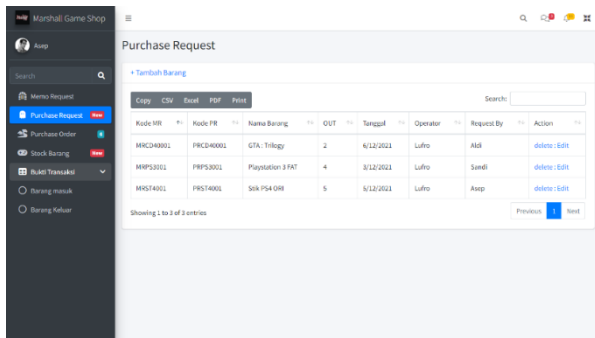 Marshall Game Shop
Asep
Search
Memo Request
Purchase Request New
Purchase Order
Stock Barang New
Bukti Transaksi
Barang masuk
Barang Keluar
Purchase Request
+ Tambah Barang
Copy CSV Excel PDF Print
Search:
Kode MR Kode PR Nama Barang OUT Tanggal Operator Request By Action
MRCD40001 PRCD40001 GTA : Trilogy 2 6/12/2021 Lufro Aldi delete : Edit
MRPS3001 PRPS3001 Playstation 3 FAT 4 3/12/2021 Lufro Sandi delete : Edit
MRST4001 PRST4001 Stik PS4 ORI 5 5/12/2021 Lufro Asep delete : Edit
Showing 1 to 3 of 3 entries
Previous 1 Next